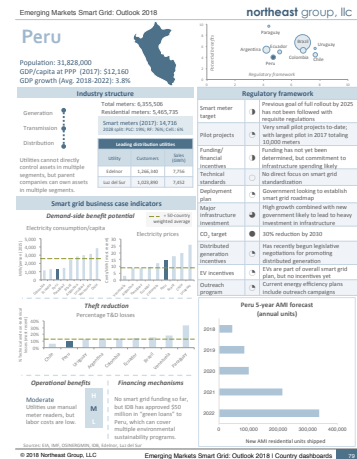 Emerging Markets Smart Grid: Outlook 2018
northeast group, llc
Peru
Population: 31,828,000
GDP/capita at PPP (2017): $12,160
GDP growth (Avg. 2018-2022): 3.8%
Potential benefits
Paraguay
Brazil
Argentina
Ecuador
Uruguay
Peru
Colombia
Chile
Regulatory framework
Industry structure
Generation
Transmission
Distribution
Utilities cannot directly
control assets in multiple
segments, but parent
companies can own assets
in multiple segments.
Total meters: 6,355,506
Residential meters: 5,465,735
Smart meters (2017): 14,716
Leading distribution utilities
Utility
Customers
Sales
(GWh)
Edelnor
Luz del Sur
Smart grid business case indicators
Demand-side benefit potential
= 50-country
weighted average
Electricity consumption/capita
Electricity prices
Theft reduction
Percentage T&D losses
Chile
Peru
Uruguay
Argentina
Colombia
Ecuador
Brazil
Venezuela
Paraguay
Operational benefits
Moderate
Utilities use manual
meter readers, but
labor costs are low.
H
M
L
Financing mechanisms
No smart grid funding so far,
but IDB has approved $50
million in "green loans" to
Peru, which can cover
multiple environmental
sustainability programs.
Regulatory framework
Smart meter
target
Previous goal of full rollout by 2025
has not been followed with
requisite regulations
Pilot projects
Very small pilot projects to-date,
with largest pilot in 2017 totaling
10,000 meters
Funding/
financial
incentives
Funding has not yet been
determined, but commitment to
infrastructure spending likely
Technical
standards
No direct focus on smart grid
standardization
Deployment
plan
Government looking to establish
smart grid roadmap
Major
infrastructure
investment
High growth combined with new
government likely to lead to heavy
investment in infrastructure
CO₂ target
30% reduction by 2030
Distributed
generation
incentives
Has recently begun legislative
negotiations for promoting
distributed generation
EV incentives
EVs are part of overall smart grid
plan, but no incentives yet
Outreach
program
Current energy efficiency plans
include outreach campaigns
Peru 5-year AMI forecast
(annual units)
2018
2019
2020
2021
2022
0
100,000
200,000
300,000
400,000
New AMI residential units shipped
© 2018 Northeast Group, LLC
Emerging Markets Smart Grid: Outlook 2018 | Country dashboards
79